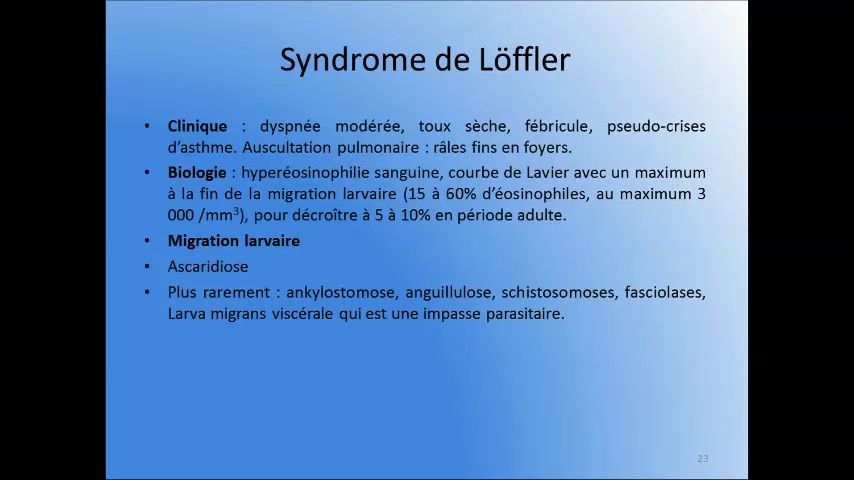 Syndrome de Löffler
• Clinique : dyspnée modérée, toux sèche, fébricule, pseudo-crises
d’asthme. Auscultation pulmonaire : râles fins en foyers.
• Biologie : hyperéosinophilie sanguine, courbe de Lavier avec un maximum
à la fin de la migration larvaire (15 à 60% d’éosinophiles, au maximum 3
000 /mm³), pour décroître à 5 à 10% en période adulte.
• Migration larvaire
• Ascaridiose
• Plus rarement : ankylostomose, anguillulose, schistosomoses, fasciolases,
Larva migrans viscérale qui est une impasse parasitaire.
23